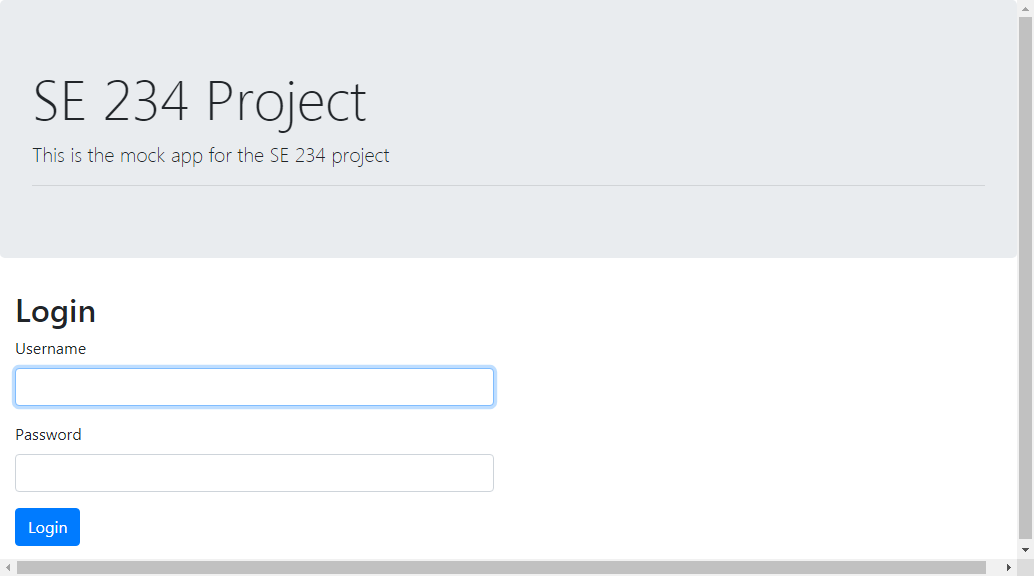 SE 234 Project
This is the mock app for the SE 234 project
Login
Username
Password
Login